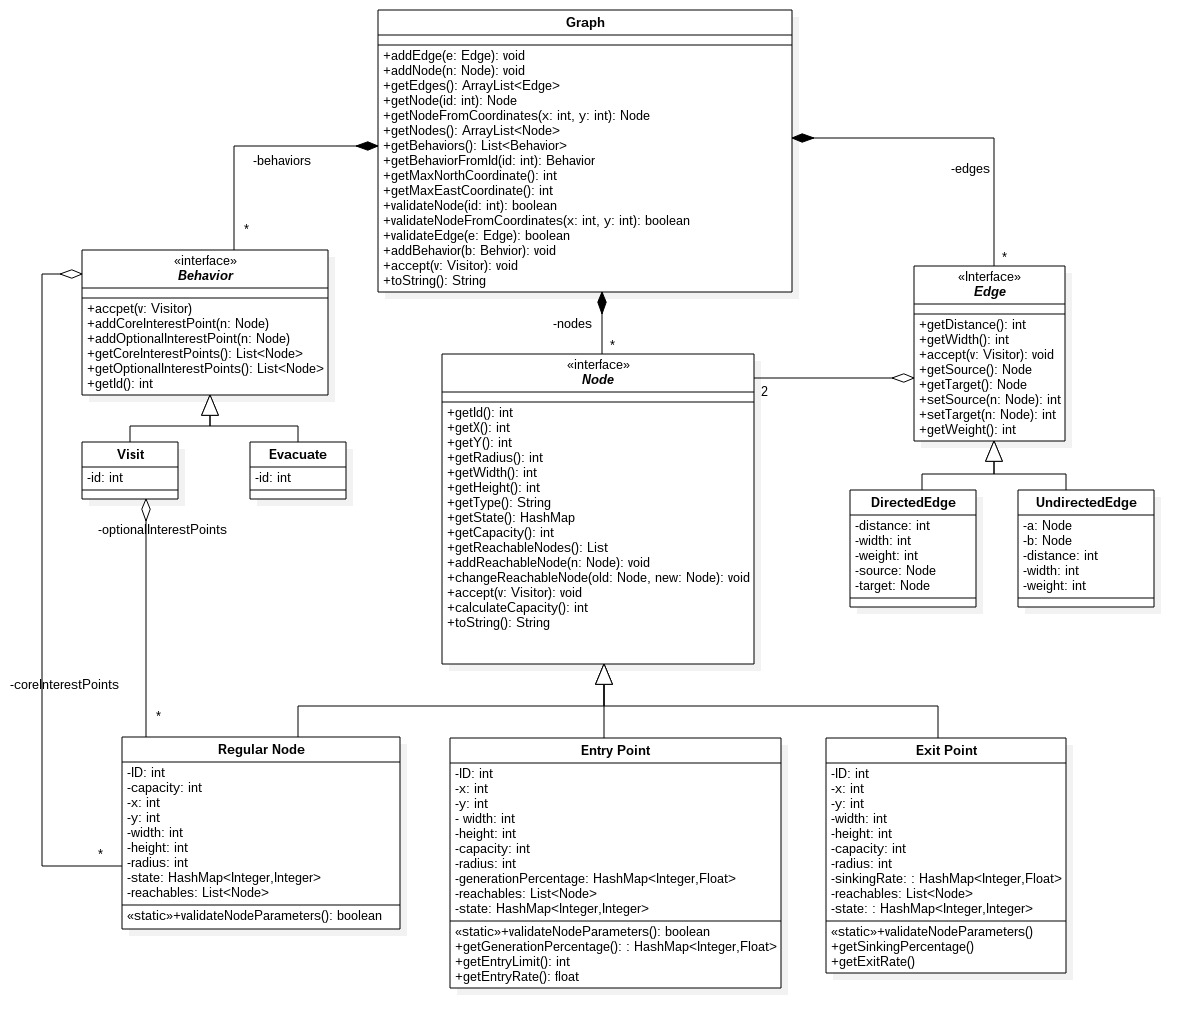 Graph
+addEdge(e: Edge): void
+addNode(n: Node): void
+getEdges(): ArrayList<Edge>
+getNode(id: int): Node
+getNodeFromCoordinates(x: int, y: int): Node
+getNodes(): ArrayList<Node>
+getBehaviors(): List<Behavior>
+getBehaviorFromId(id: int): Behavior
+getMaxNorthCoordinate(): int
+getMaxEastCoordinate(): int
+validateNode(id: int): boolean
+validateNodeFromCoordinates(x: int, y: int): boolean
+validateEdge(e: Edge): boolean
+addBehavior(b: Behvior): void
+accept(v: Visitor): void
+toString(): String
-behaviors
*
-edges
*
-nodes
*
«interface»
Behavior
+accpet(v: Visitor)
+addCoreInterestPoint(n: Node)
+addOptionalInterestPoint(n: Node)
+getCoreInterestPoints(): List<Node>
+getOptionalInterestPoints(): List<Node>
+getId(): int
«interface»
Node
+getId(): int
+getX(): int
+getY(): int
+getRadius(): int
+getWidth(): int
+getHeight(): int
+getType(): String
+getState(): HashMap
+getCapacity(): int
+getReachableNodes(): List
+addReachableNode(n: Node): void
+changeReachableNode(old: Node, new: Node): void
+accept(v: Visitor): void
+calculateCapacity(): int
+toString(): String
2
«Interface»
Edge
+getDistance(): int
+getWidth(): int
+accept(v: Visitor): void
+getSource(): Node
+getTarget(): Node
+setSource(n: Node): int
+setTarget(n: Node): int
+getWeight(): int
Visit
-id: int
Evacuate
-id: int
-optionalInterestPoints
*
-coreInterestPoints
*
DirectedEdge
-distance: int
-width: int
-weight: int
-source: Node
-target: Node
UndirectedEdge
-a: Node
-b: Node
-distance: int
-width: int
-weight: int
Regular Node
-ID: int
-capacity: int
-x: int
-y: int
-width: int
-height: int
-radius: int
-state: HashMap<Integer,Integer>
-reachables: List<Node>
«static»+validateNodeParameters(): boolean
Entry Point
-ID: int
-x: int
-y: int
- width: int
-height: int
-capacity: int
-radius: int
-generationPercentage: HashMap<Integer,Float>
-reachables: List<Node>
-state: HashMap<Integer,Integer>
«static»+validateNodeParameters(): boolean
+getGenerationPercentage(): : HashMap<Integer,Float>
+getEntryLimit(): int
+getEntryRate(): float
Exit Point
-ID: int
-x: int
-y: int
-width: int
-height: int
-capacity: int
-radius: int
-sinkingRate: : HashMap<Integer,Float>
-reachables: List<Node>
-state: : HashMap<Integer,Integer>
«static»+validateNodeParameters()
+getSinkingPercentage()
+getExitRate()